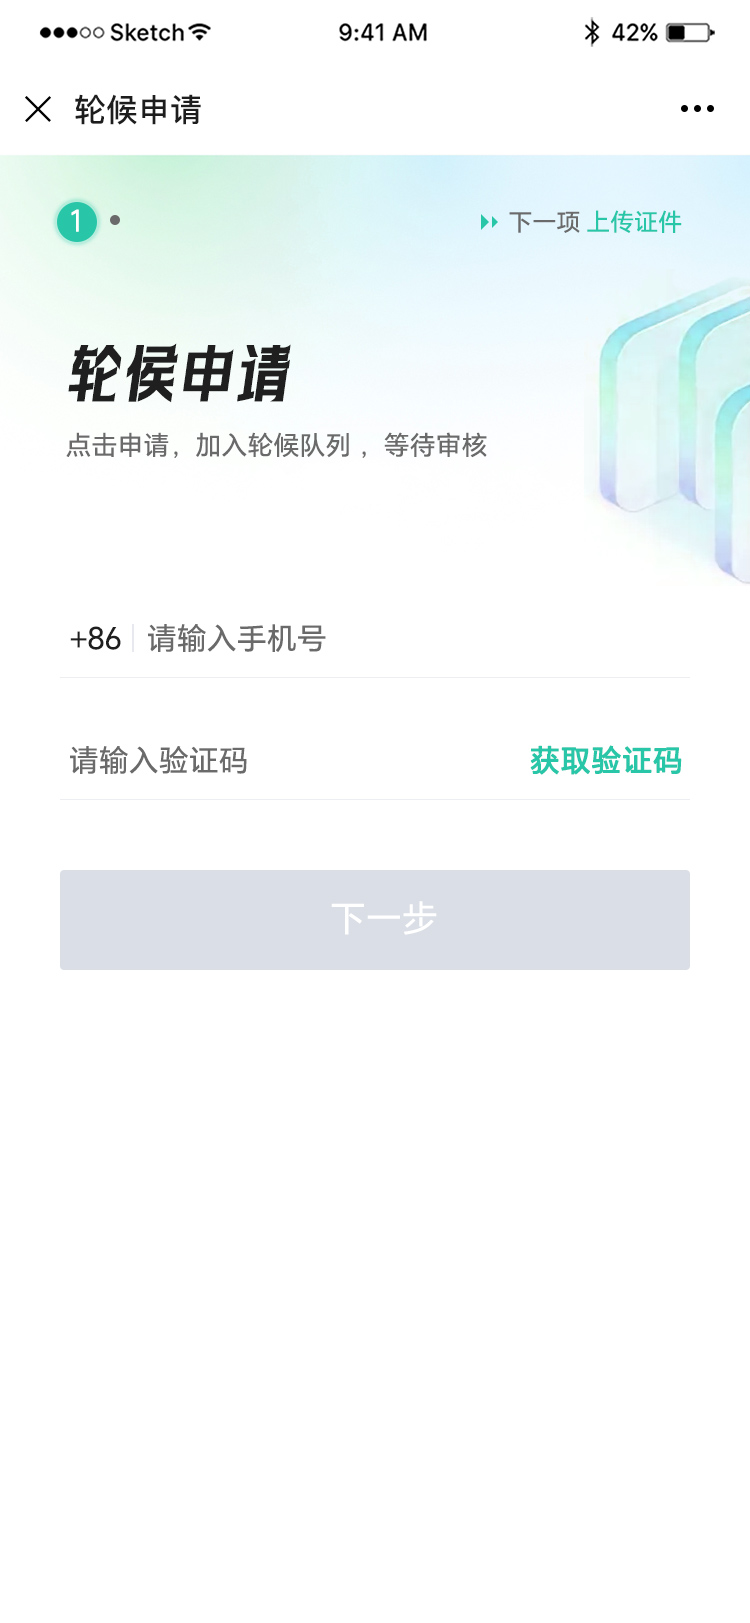 Sketch 9:41 AM 42%
轮候申请
1 下一项 上传证件
轮候申请
点击申请，加入轮候队列 ，等待审核
+86 请输入手机号
请输入验证码 获取验证码
下一步